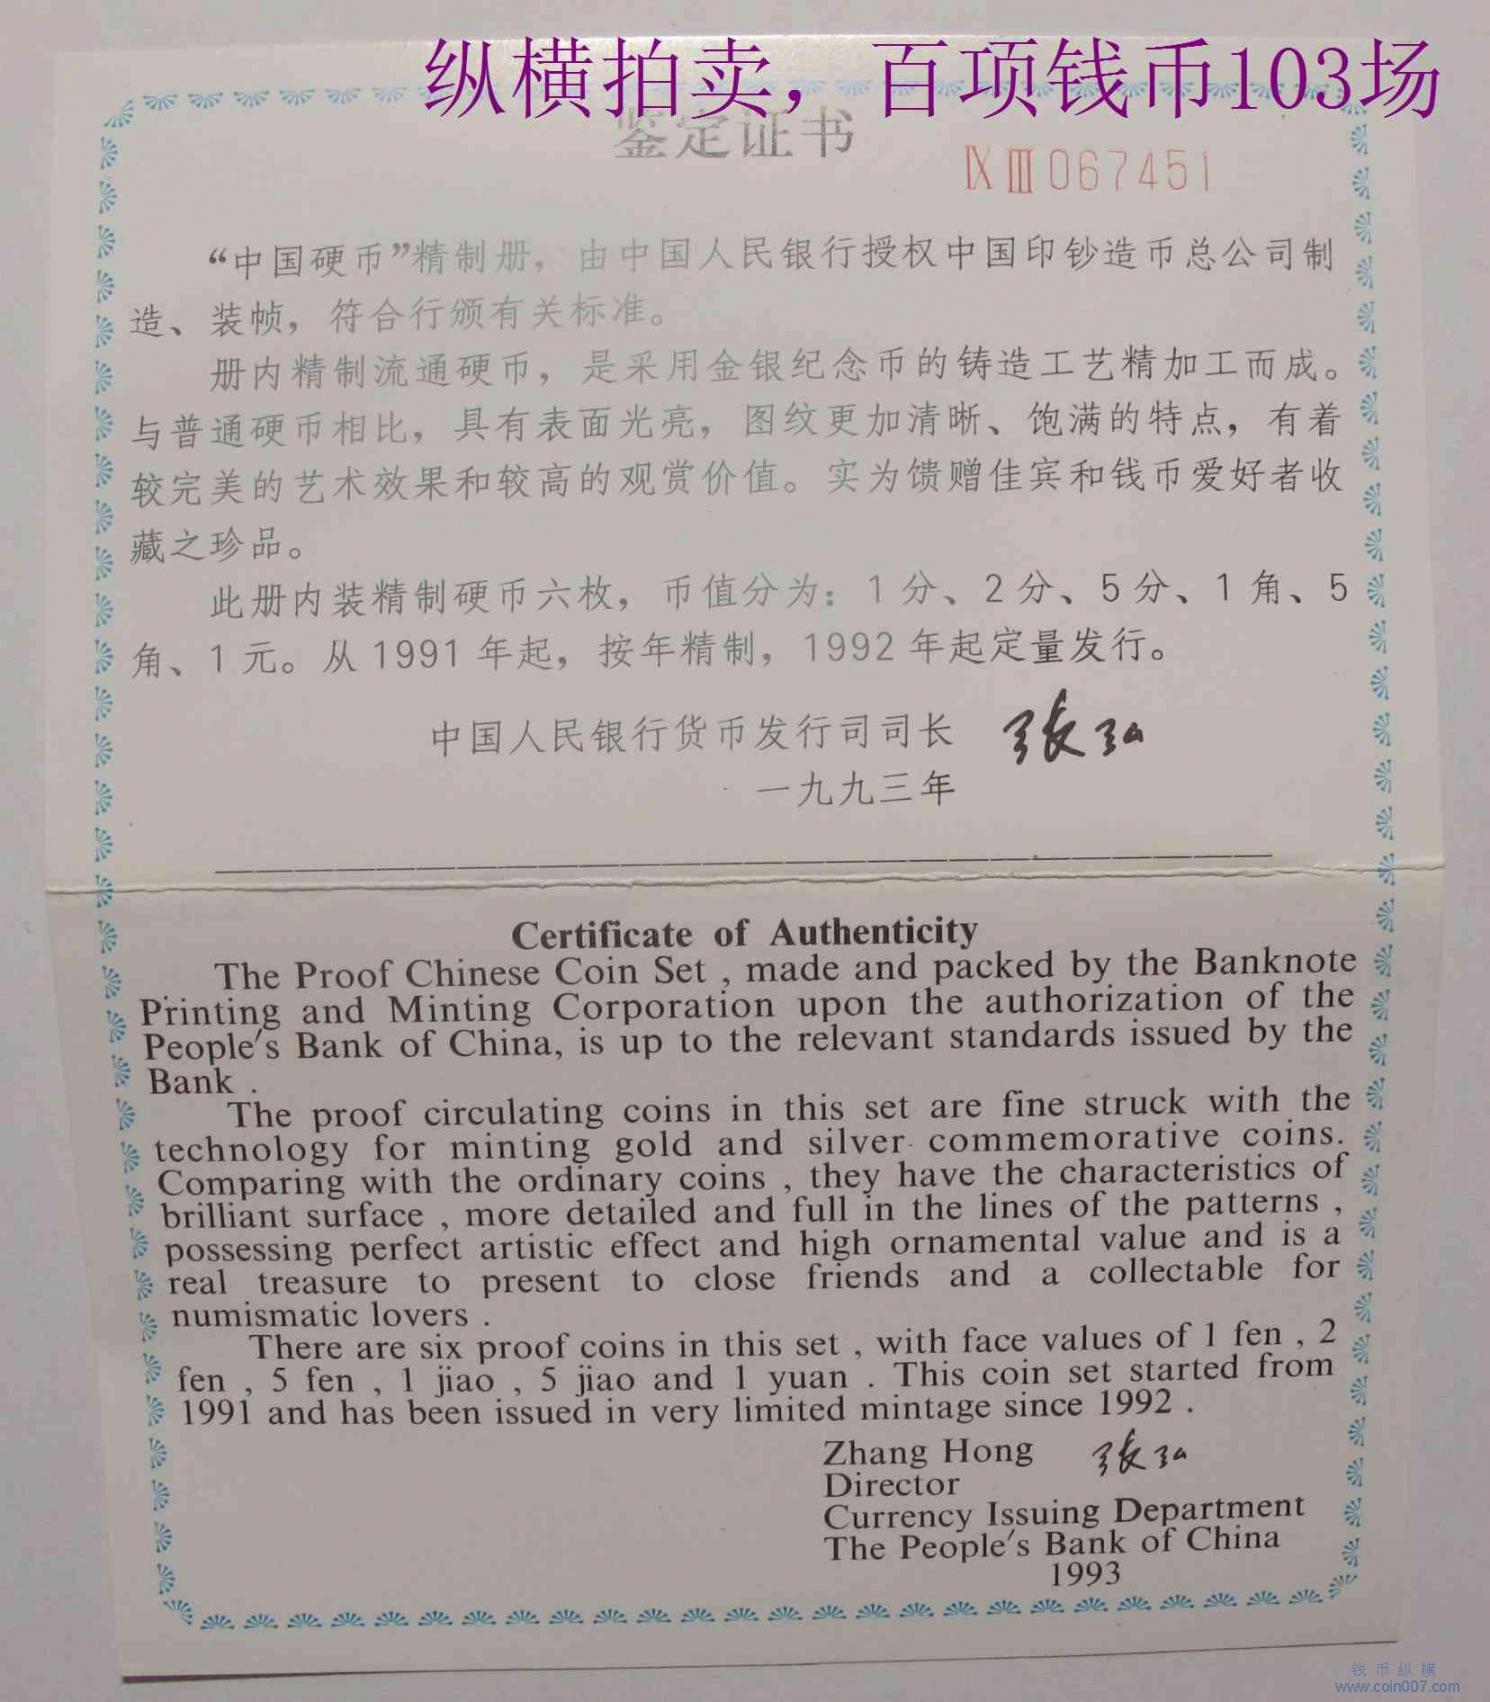 纵横拍卖，百项钱币103场
鉴定证书
ⅨⅢ067451
“中国硬币”精制册，由中国人民银行授权中国印钞造币总公司制
造、装帧，符合行颁有关标准。
册内精制流通硬币，是采用金银纪念币的铸造工艺精加工而成。
与普通硬币相比，具有表面光亮，图纹更加清晰、饱满的特点，有着
较完美的艺术效果和较高的观赏价值。实为馈赠佳宾和钱币爱好者收
藏之珍品。
此册内装精制硬币六枚，币值分为：1分、2分、5分、1角、5
角、1元。从1991年起，按年精制，1992年起定量发行。
中国人民银行货币发行司司长 张弘
一九九三年
Certificate of Authenticity
The Proof Chinese Coin Set , made and packed by the Banknote
Printing and Minting Corporation upon the authorization of the
People's Bank of China, is up to the relevant standards issued by the
Bank .
The proof circulating coins in this set are fine struck with the
technology for minting gold and silver commemorative coins.
Comparing with the ordinary coins , they have the characteristics of
brilliant surface , more detailed and full in the lines of the patterns ,
possessing perfect artistic effect and high ornamental value and is a
real treasure to present to close friends and a collectable for
numismatic lovers .
There are six proof coins in this set , with face values of 1 fen , 2
fen , 5 fen , 1 jiao , 5 jiao and 1 yuan . This coin set started from
1991 and has been issued in very limited mintage since 1992 .
Zhang Hong 张弘
Director
Currency Issuing Department
The People's Bank of China
1993
钱币纵横
www.coin007.com